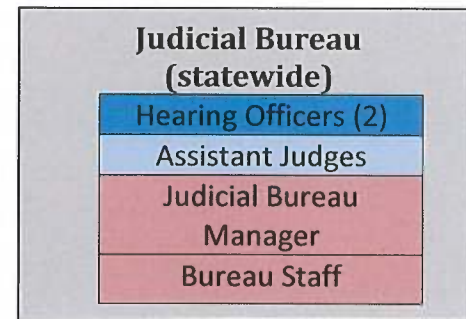 Judicial Bureau
(statewide)
Hearing Officers (2)
Assistant Judges
Judicial Bureau
Manager
Bureau Staff